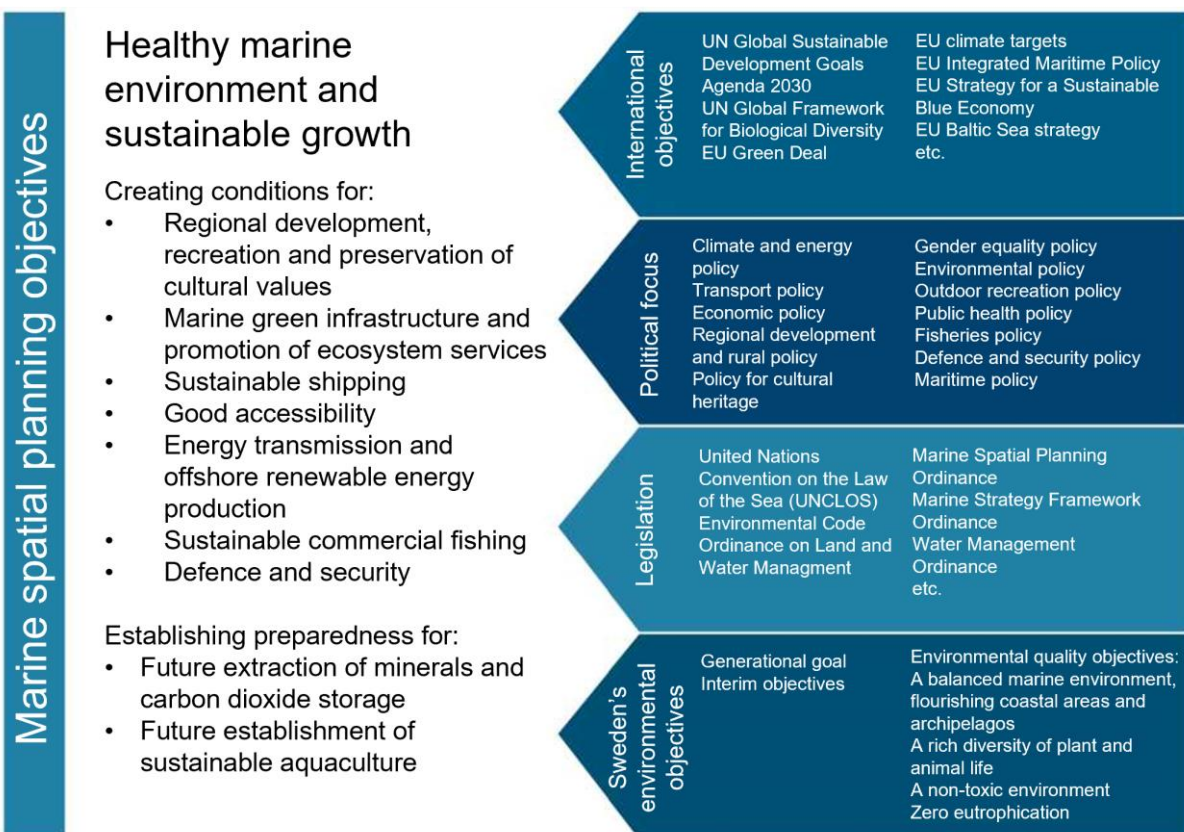 Marine spatial planning objectives
Healthy marine
environment and
sustainable growth
Creating conditions for:
• Regional development,
recreation and preservation of
cultural values
• Marine green infrastructure and
promotion of ecosystem services
• Sustainable shipping
• Good accessibility
• Energy transmission and
offshore renewable energy
production
• Sustainable commercial fishing
• Defence and security
Establishing preparedness for:
• Future extraction of minerals and
carbon dioxide storage
• Future establishment of
sustainable aquaculture
International
objectives
UN Global Sustainable
Development Goals
Agenda 2030
UN Global Framework
for Biological Diversity
EU Green Deal
EU climate targets
EU Integrated Maritime Policy
EU Strategy for a Sustainable
Blue Economy
EU Baltic Sea strategy
etc.
Political focus
Climate and energy
policy
Transport policy
Economic policy
Regional development
and rural policy
Policy for cultural
heritage
Gender equality policy
Environmental policy
Outdoor recreation policy
Public health policy
Fisheries policy
Defence and security policy
Maritime policy
Legislation
United Nations
Convention on the Law
of the Sea (UNCLOS)
Environmental Code
Ordinance on Land and
Water Managment
Marine Spatial Planning
Ordinance
Marine Strategy Framework
Ordinance
Water Management
Ordinance
etc.
Sweden's
environmental
objectives
Generational goal
Interim objectives
Environmental quality objectives:
A balanced marine environment,
flourishing coastal areas and
archipelagos
A rich diversity of plant and
animal life
A non-toxic environment
Zero eutrophication